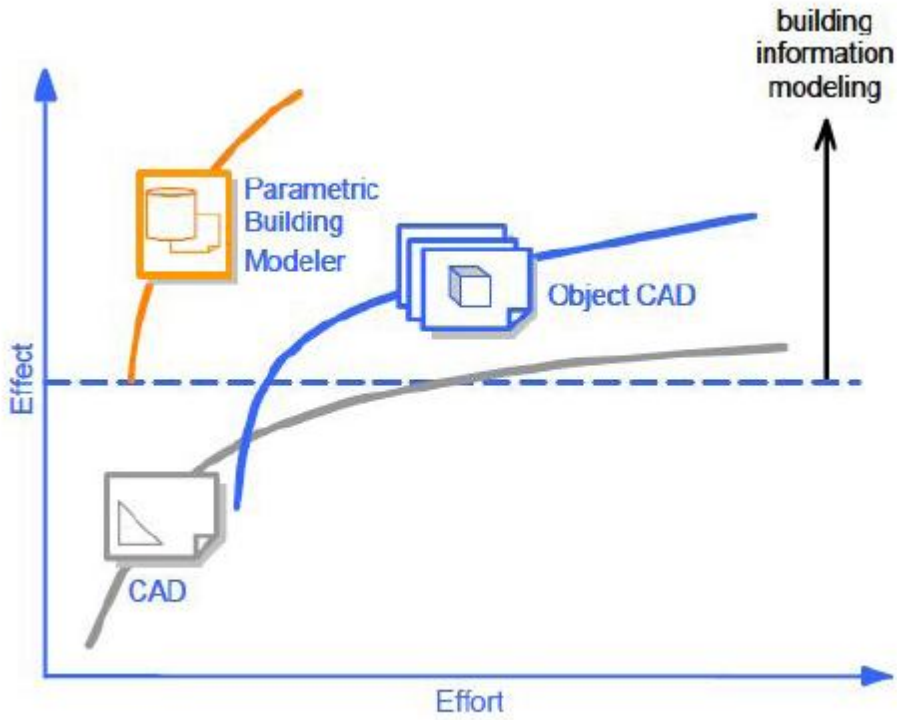 building
information
modeling
Parametric
Building
Modeler
Object CAD
Effect
CAD
Effort